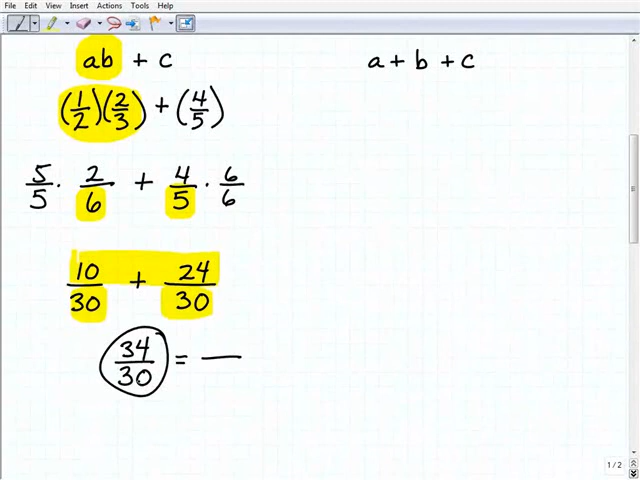 File Edit View Insert Actions Tools Help
ab + c
a + b + c
(1/2)(2/3) + (4/5)
5/5 · 2/6 + 4/5 · 6/6
10/30 + 24/30
34/30 = —
1/2